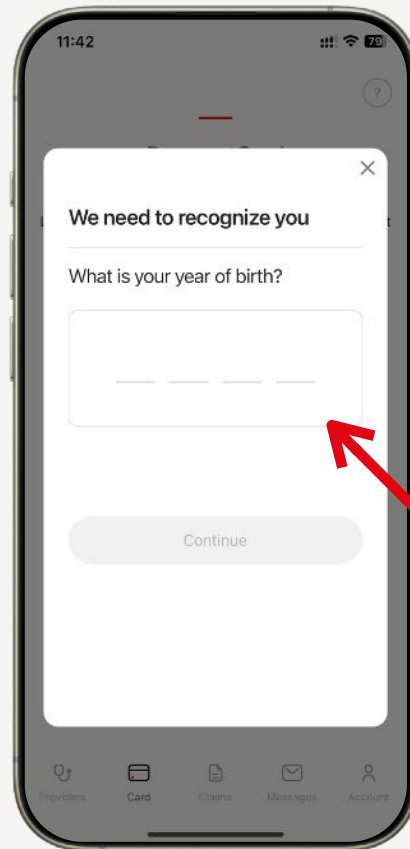 11:42
79
?
We need to recognize you
What is your year of birth?
Continue
Providers Card Claims Messages Account